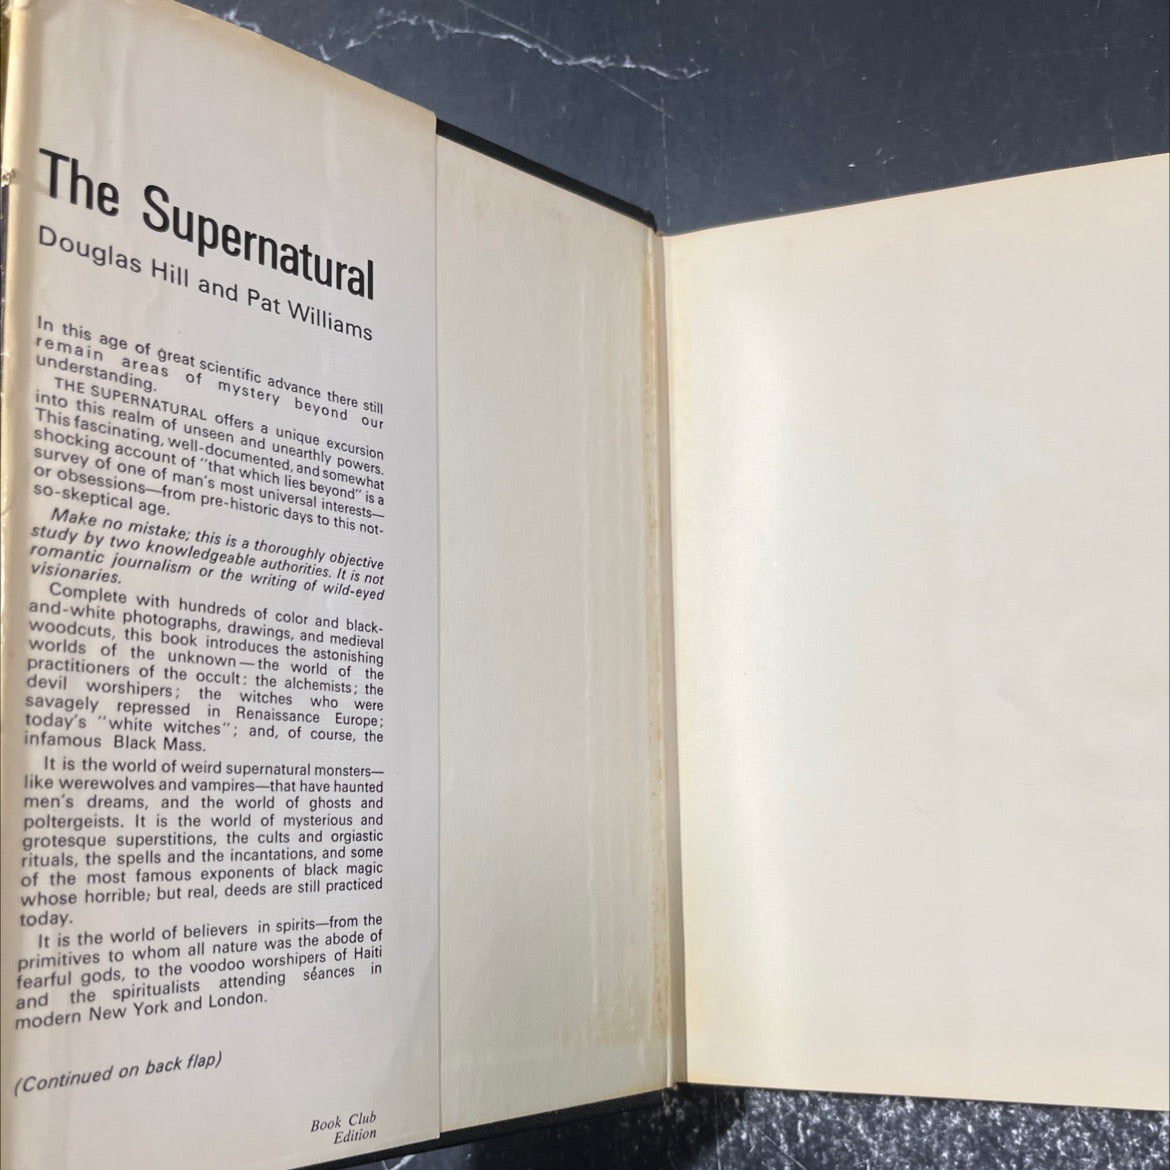 The Supernatural
Douglas Hill and Pat Williams
In this age of great scientific advance there still
remain areas of mystery beyond our
understanding.
THE SUPERNATURAL offers a unique excursion
into this realm of unseen and unearthly powers.
This fascinating, well-documented, and somewhat
shocking account of "that which lies beyond" is a
survey of one of man's most universal interests—
or obsessions—from pre-historic days to this not-
so-skeptical age.
Make no mistake; this is a thoroughly objective
study by two knowledgeable authorities. It is not
romantic journalism or the writing of wild-eyed
visionaries.
Complete with hundreds of color and black-
and-white photographs, drawings, and medieval
woodcuts, this book introduces the astonishing
worlds of the unknown—the world of the
practitioners of the occult: the alchemists; the
devil worshipers; the witches who were
savagely repressed in Renaissance Europe;
today's "white witches"; and, of course, the
infamous Black Mass.
It is the world of weird supernatural monsters—
like werewolves and vampires—that have haunted
men's dreams, and the world of ghosts and
poltergeists. It is the world of mysterious and
grotesque superstitions, the cults and orgiastic
rituals, the spells and the incantations, and some
of the most famous exponents of black magic
whose horrible; but real, deeds are still practiced
today.
It is the world of believers in spirits—from the
primitives to whom all nature was the abode of
fearful gods, to the voodoo worshipers of Haiti
and the spiritualists attending séances in
modern New York and London.
(Continued on back flap)
Book Club
Edition